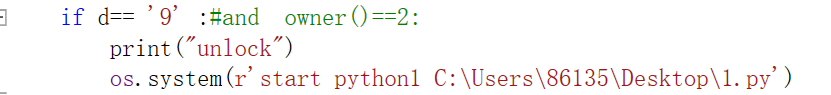 if d== '9' :#and  owner()==2:
print("unlock")
os.system(r'start python1 C:\Users\86135\Desktop\1.py')